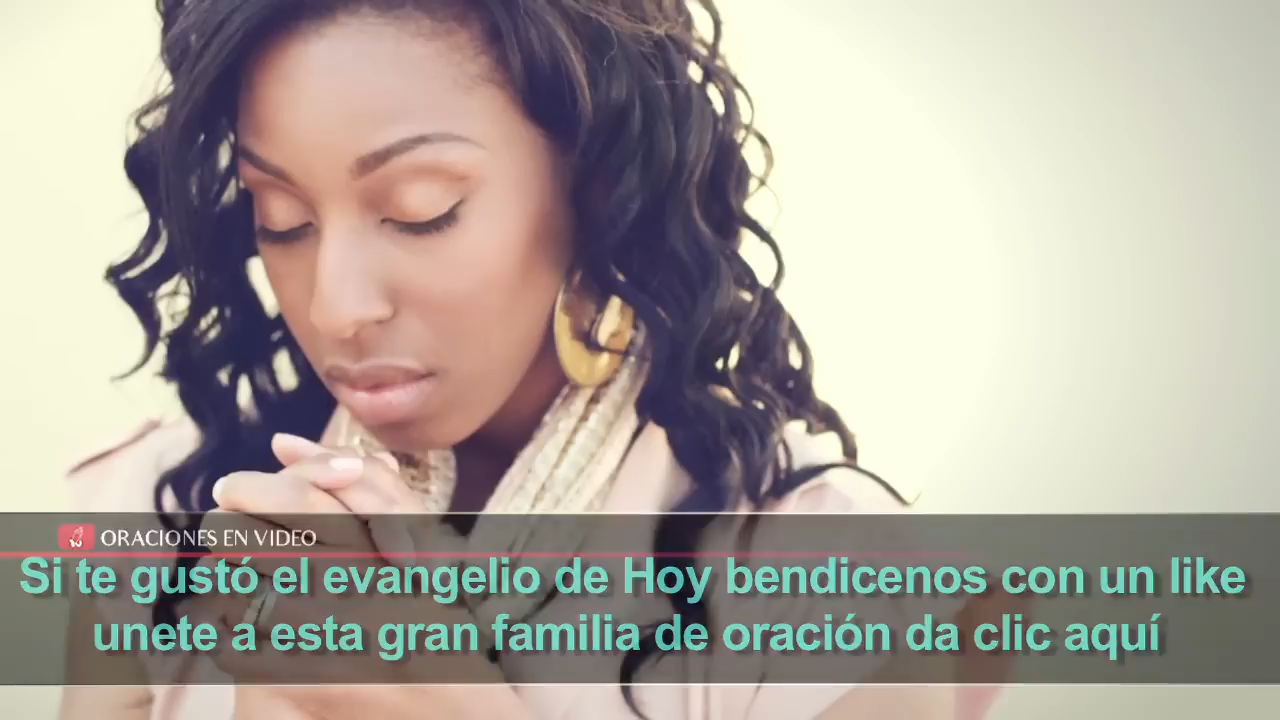 ORACIONES EN VIDEO
Si te gustó el evangelio de Hoy bendicenos con un like
unete a esta gran familia de oración da clic aquí